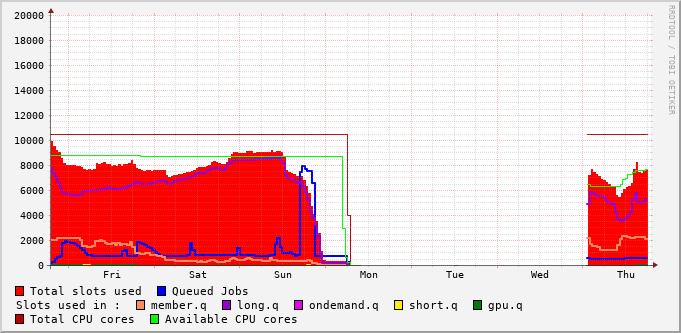 20000
18000
16000
14000
12000
10000
8000
6000
4000
2000
0
Fri Sat Sun Mon Tue Wed Thu
RRDTOOL / TOBI OETIKER
Total slots used Queued Jobs
Slots used in : member.q long.q ondemand.q short.q gpu.q
Total CPU cores Available CPU cores